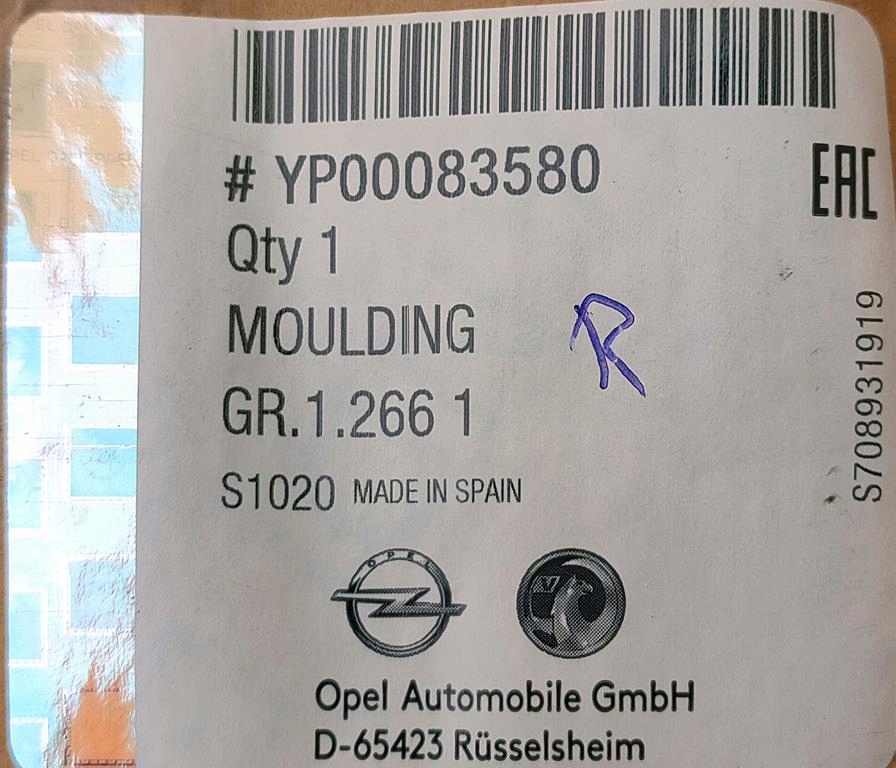 # YP00083580
EAC
Qty 1
MOULDING
R
GR.1.266 1
S1020 MADE IN SPAIN
S708931919
OPEL
V
Opel Automobile GmbH
D-65423 Rüsselsheim